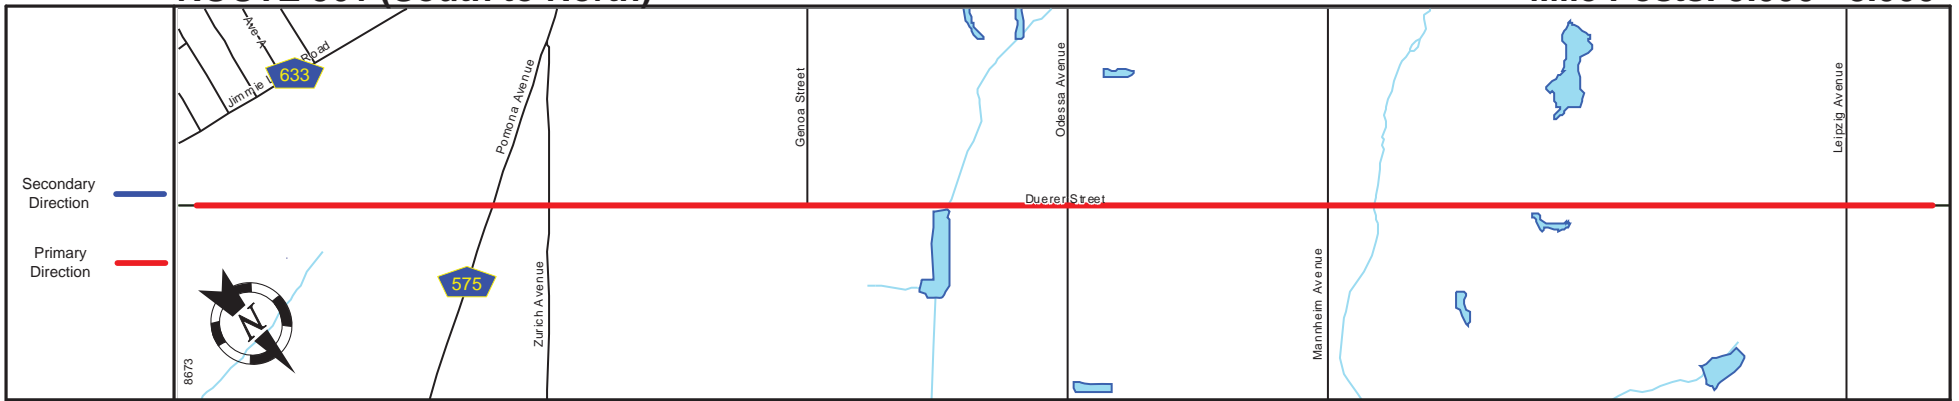 Ave-A
Road
633
Jimmie
Pomona Avenue
Genoa Street
Odessa Avenue
Leipzig Avenue
Secondary
Direction
Duerer Street
Primary
Direction
575
Zurich Avenue
Mannheim Avenue
N
8673